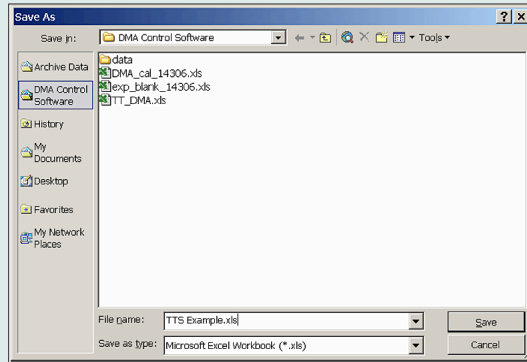 Save As
Save in:
DMA Control Software
Tools
Archive Data
DMA Control
Software
History
My
Documents
Desktop
Favorites
My Network
Places
data
DMA_cal_14306.xls
exp_blank_14306.xls
TT_DMA.xls
File name:
TTS Example.xls
Save
Save as type:
Microsoft Excel Workbook (*.xls)
Cancel